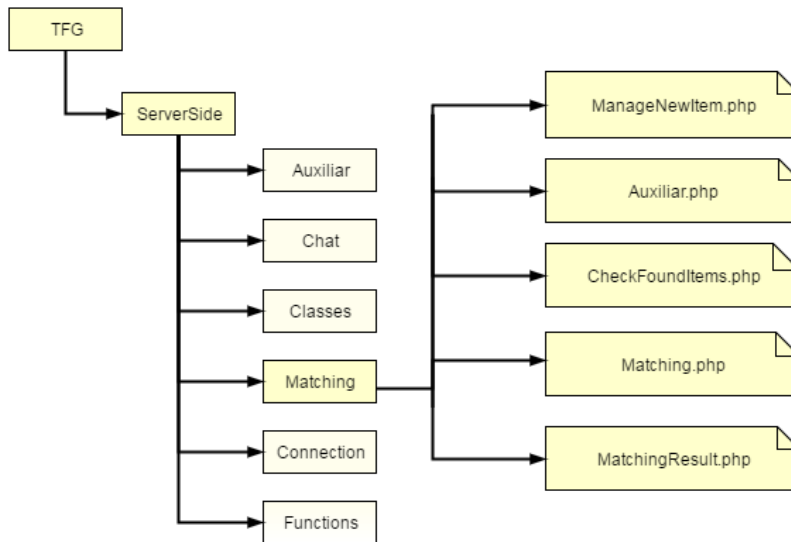 TFG
ServerSide
Auxiliar
Chat
Classes
Matching
Connection
Functions
ManageNewItem.php
Auxiliar.php
CheckFoundItems.php
Matching.php
MatchingResult.php